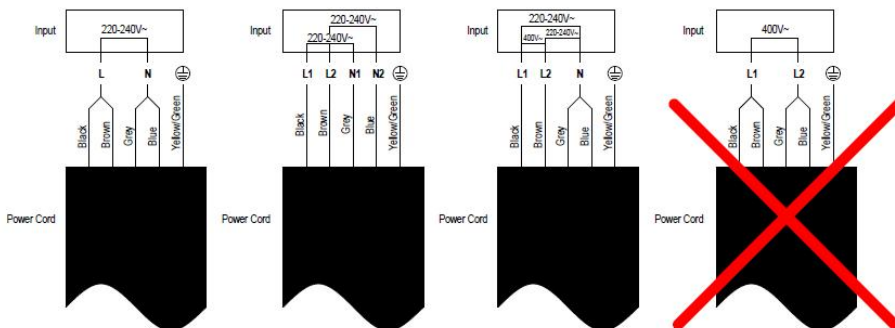 Input 220-240V~
L N
Black Brown Grey Blue Yellow/Green
Power Cord
Input 220-240V~
220-240V~
L1 L2 N1 N2
Black Brown Grey Blue Yellow/Green
Power Cord
Input 220-240V~
400V~ 220-240V~
L1 L2 N
Black Brown Grey Blue Yellow/Green
Power Cord
Input 400V~
L1 L2
Black Brown Grey Blue Yellow/Green
Power Cord